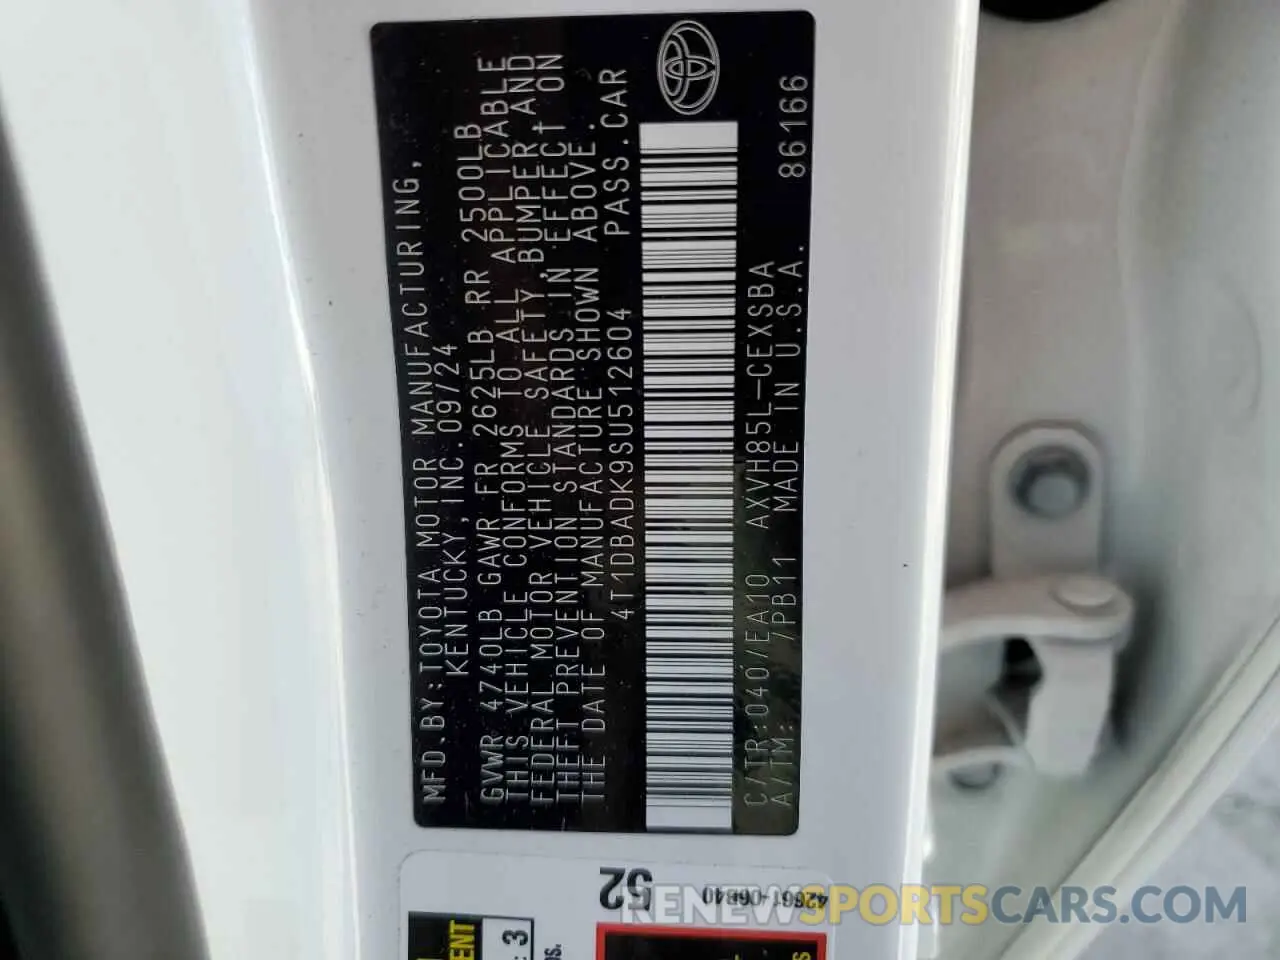 MFD.BY:TOYOTA MOTOR MANUFACTURING,
KENTUCKY,INC.09/24
GVWR 4740LB GAWR FR 2625LB RR 2500LB
THIS VEHICLE CONFORMS TO ALL APPLICABLE
FEDERAL MOTOR VEHICLE SAFETY,BUMPER,AND
THEFT PREVENTION STANDARDS IN EFFECT ON
THE DATE OF MANUFACTURE SHOWN ABOVE.
4T1DBADK9SU512604 PASS.CAR
C/TR:040/EA10 AXVH85L-CEXSBA
A/TM: /PB11 MADE IN U.S.A. 86166
52
42661-06B40
3
RENEWSPORTSCARS.COM